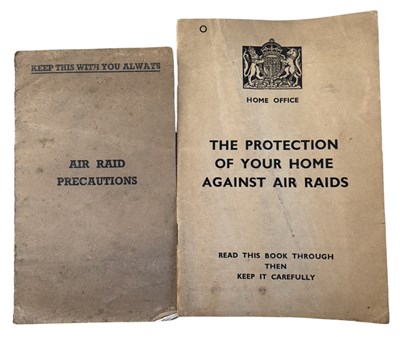 KEEP THIS WITH YOU ALWAYS
AIR RAID
PRECAUTIONS
HOME OFFICE
THE PROTECTION
OF YOUR HOME
AGAINST AIR RAIDS
READ THIS BOOK THROUGH
THEN
KEEP IT CAREFULLY